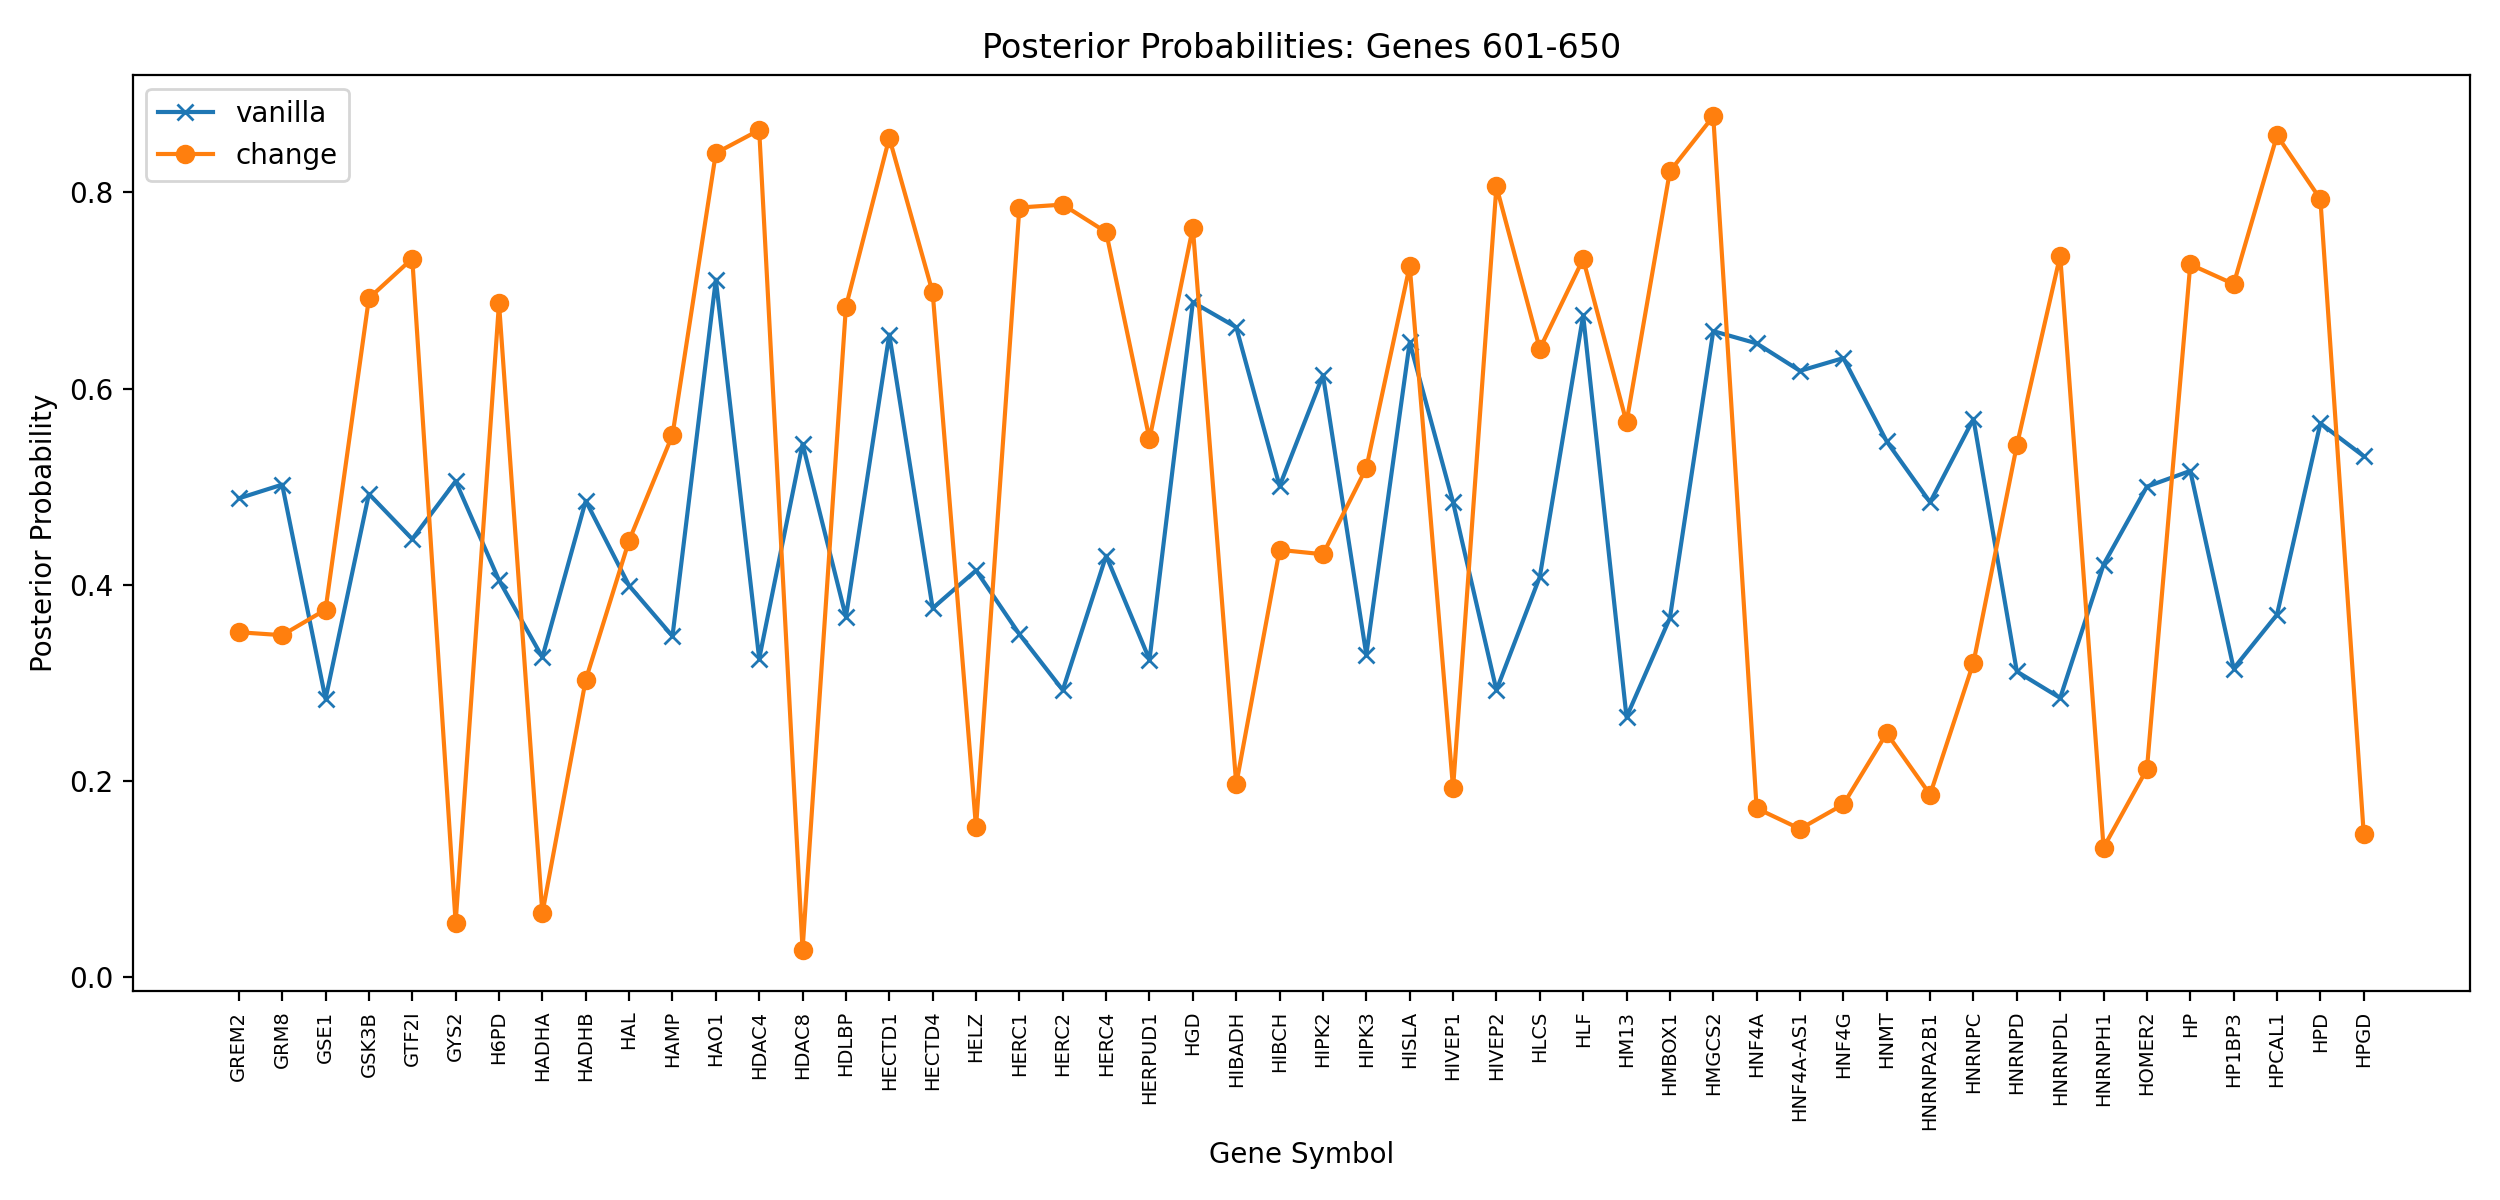 Posterior Probabilities: Genes 601-650
vanilla
change
Posterior Probability
0.8
0.6
0.4
0.2
0.0
GREM2
GRM8
GSE1
GSK3B
GTF2I
GYS2
H6PD
HADHA
HADHB
HAL
HAMP
HAO1
HDAC4
HDAC8
HDLBP
HECTD1
HECTD4
HELZ
HERC1
HERC2
HERC4
HERPUD1
HGD
HIBADH
HIBCH
HIPK2
HIPK3
HISLA
HIVEP1
HIVEP2
HLCS
HLF
HM13
HMBOX1
HMGCS2
HNF4A
HNF4A-AS1
HNF4G
HNMT
HNRNPA2B1
HNRNPC
HNRNPD
HNRNPDL
HNRNPH1
HOMER2
HP
HP1BP3
HPCAL1
HPD
HPGD
Gene Symbol